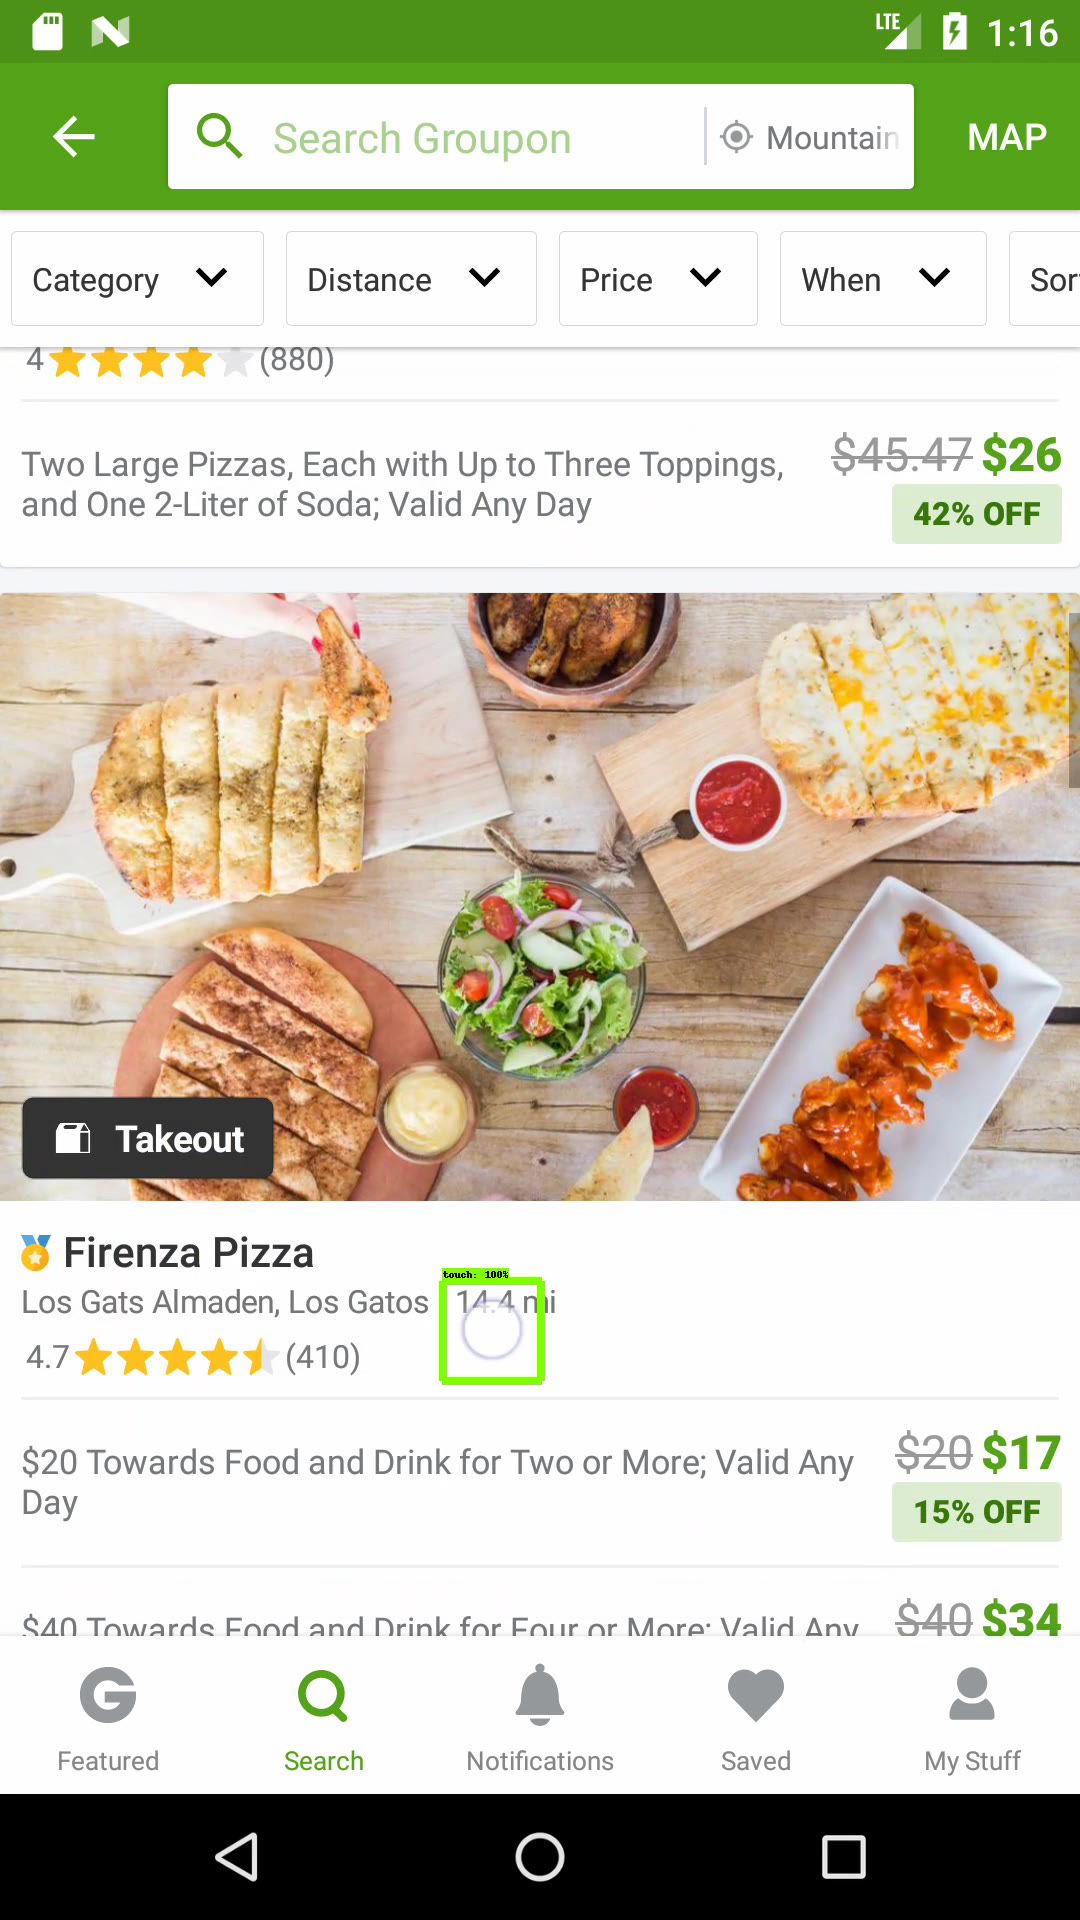 LTE 1:16
Search Groupon Mountain MAP
Category Distance Price When Sor
4 (880)
Two Large Pizzas, Each with Up to Three Toppings, $45.47 $26
and One 2-Liter of Soda; Valid Any Day 42% OFF
Takeout
Firenza Pizza
touch: 100%
Los Gats Almaden, Los Gatos 14.4 mi
4.7 (410)
$20 Towards Food and Drink for Two or More; Valid Any $20 $17
Day 15% OFF
$40 Towards Food and Drink for Four or More; Valid Any $40 $34
Featured Search Notifications Saved My Stuff